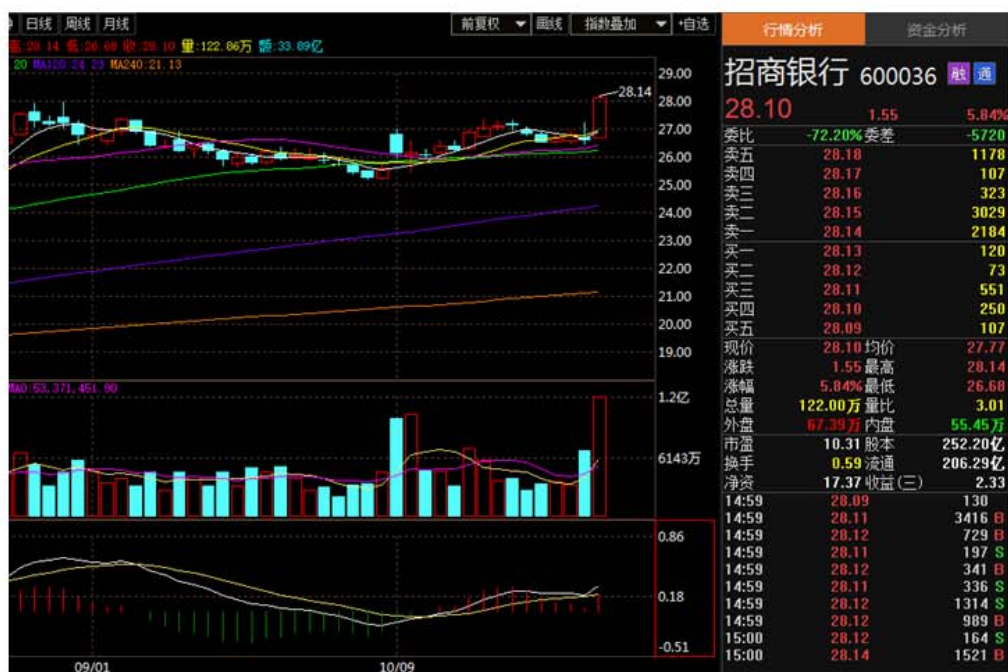 日线 周线 月线 前复权 画线 指数叠加 +自选
高:28.14 低:26.68 收:28.10 量:122.86万 额:33.89亿
20 MA120:24.23 MA240:21.13
28.14
29.00
28.00
27.00
26.00
25.00
24.00
23.00
22.00
21.00
20.00
19.00
MA0:53,371,451.90
1.2亿
6143万
0.86
0.18
-0.51
09/01 10/09
行情分析 资金分析
招商银行 600036 融 通
28.10 1.55 5.84%
委比 -72.20% 委差 -5720
卖五 28.18 1178
卖四 28.17 107
卖三 28.16 323
卖二 28.15 3029
卖一 28.14 2184
买一 28.13 120
买二 28.12 73
买三 28.11 551
买四 28.10 250
买五 28.09 107
现价 28.10 均价 27.77
涨跌 1.55 最高 28.14
涨幅 5.84% 最低 26.68
总量 122.00万 量比 3.01
外盘 67.39万 内盘 55.45万
市盈 10.31 股本 252.20亿
换手 0.59 流通 206.29亿
净资 17.37 收益(三) 2.33
14:59 28.09 130
14:59 28.11 3416 B
14:59 28.12 729 B
14:59 28.11 197 S
14:59 28.12 341 B
14:59 28.11 336 S
14:59 28.12 1314 S
14:59 28.12 989 B
15:00 28.12 164 S
15:00 28.14 1521 B